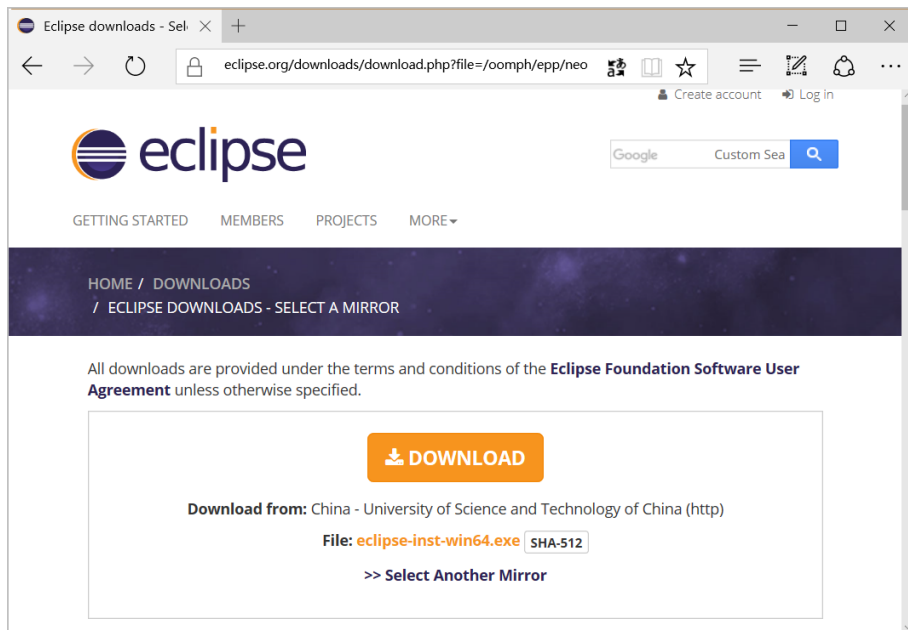 Eclipse downloads - Sel
eclipse.org/downloads/download.php?file=/oomph/epp/neo
Create account Log in
eclipse
Google Custom Sea
GETTING STARTED MEMBERS PROJECTS MORE
HOME / DOWNLOADS
/ ECLIPSE DOWNLOADS - SELECT A MIRROR
All downloads are provided under the terms and conditions of the Eclipse Foundation Software User
Agreement unless otherwise specified.
DOWNLOAD
Download from: China - University of Science and Technology of China (http)
File: eclipse-inst-win64.exe SHA-512
>> Select Another Mirror